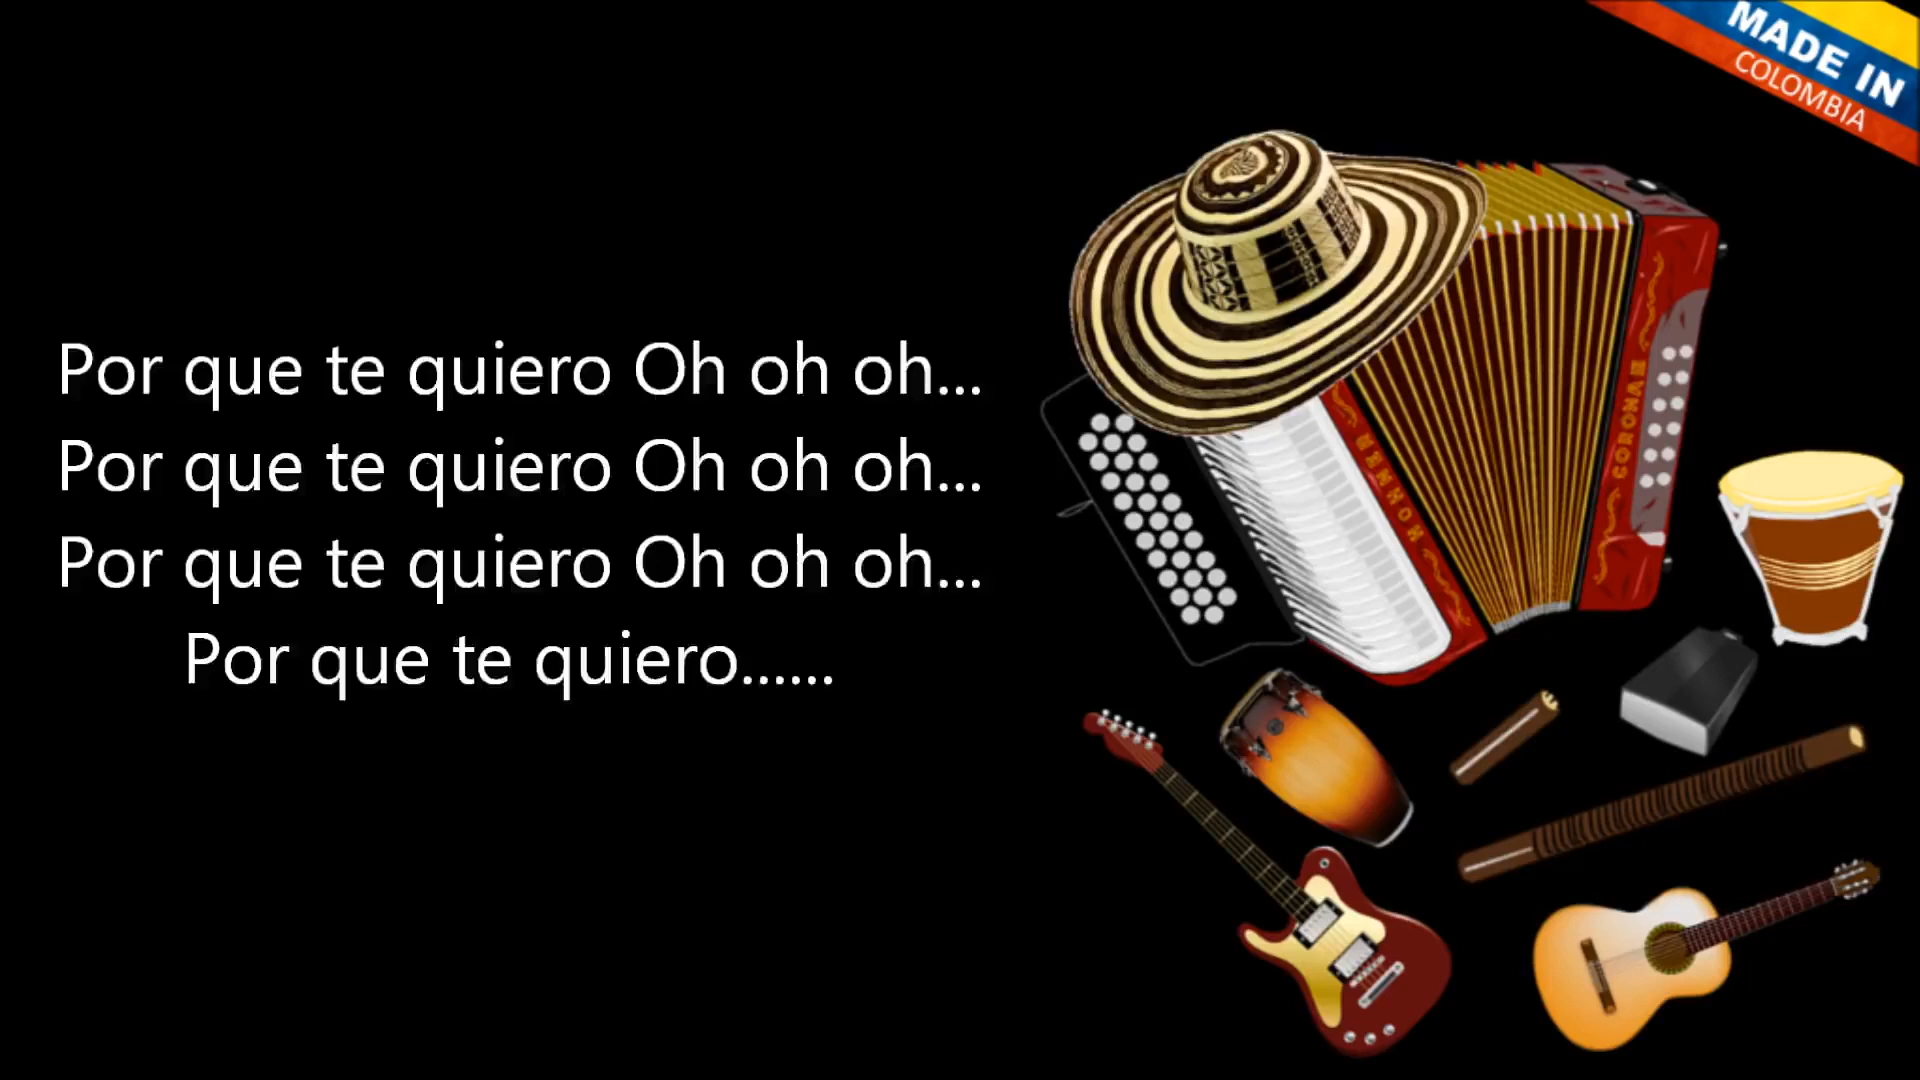 MADE IN
COLOMBIA
Por que te quiero Oh oh oh...
Por que te quiero Oh oh oh...
Por que te quiero Oh oh oh...
Por que te quiero......
HOHNER
CORONA III